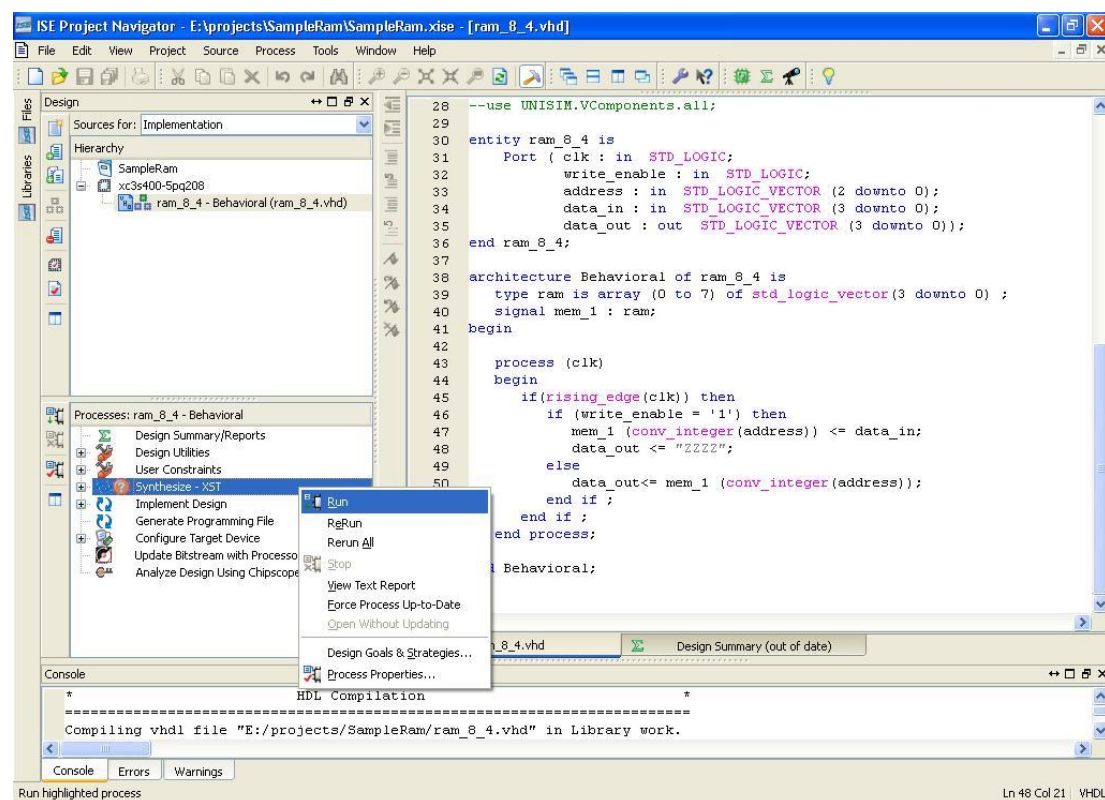 ISE Project Navigator - E:\projects\SampleRam\SampleRam.xise - [ram_8_4.vhd]
File Edit View Project Source Process Tools Window Help
Files
Libraries
Design
Sources for: Implementation
Hierarchy
SampleRam
xc3s400-5pq208
ram_8_4 - Behavioral (ram_8_4.vhd)
28 --use UNISIM.VComponents.all;
29
30 entity ram_8_4 is
31 Port ( clk : in STD_LOGIC;
32 write_enable : in STD_LOGIC;
33 address : in STD_LOGIC_VECTOR (2 downto 0);
34 data_in : in STD_LOGIC_VECTOR (3 downto 0);
35 data_out : out STD_LOGIC_VECTOR (3 downto 0));
36 end ram_8_4;
37
38 architecture Behavioral of ram_8_4 is
39 type ram is array (0 to 7) of std_logic_vector(3 downto 0) ;
40 signal mem_1 : ram;
41 begin
42
43 process (clk)
44 begin
45 if(rising_edge(clk)) then
46 if (write_enable = '1') then
47 mem_1 (conv_integer(address)) <= data_in;
48 data_out <= "ZZZZ";
49 else
50 data_out<= mem_1 (conv_integer(address));
end if ;
end if ;
end process;
Behavioral;
Processes: ram_8_4 - Behavioral
Design Summary/Reports
Design Utilities
User Constraints
Synthesize - XST
Implement Design
Generate Programming File
Configure Target Device
Update Bitstream with Processo
Analyze Design Using Chipscope
Run
ReRun
Rerun All
Stop
View Text Report
Force Process Up-to-Date
Open Without Updating
Design Goals & Strategies...
Process Properties...
_8_4.vhd
Design Summary (out of date)
Console
* HDL Compilation *
=========================================================================
Compiling vhdl file "E:/projects/SampleRam/ram_8_4.vhd" in Library work.
Console Errors Warnings
Run highlighted process
Ln 48 Col 21 VHDL